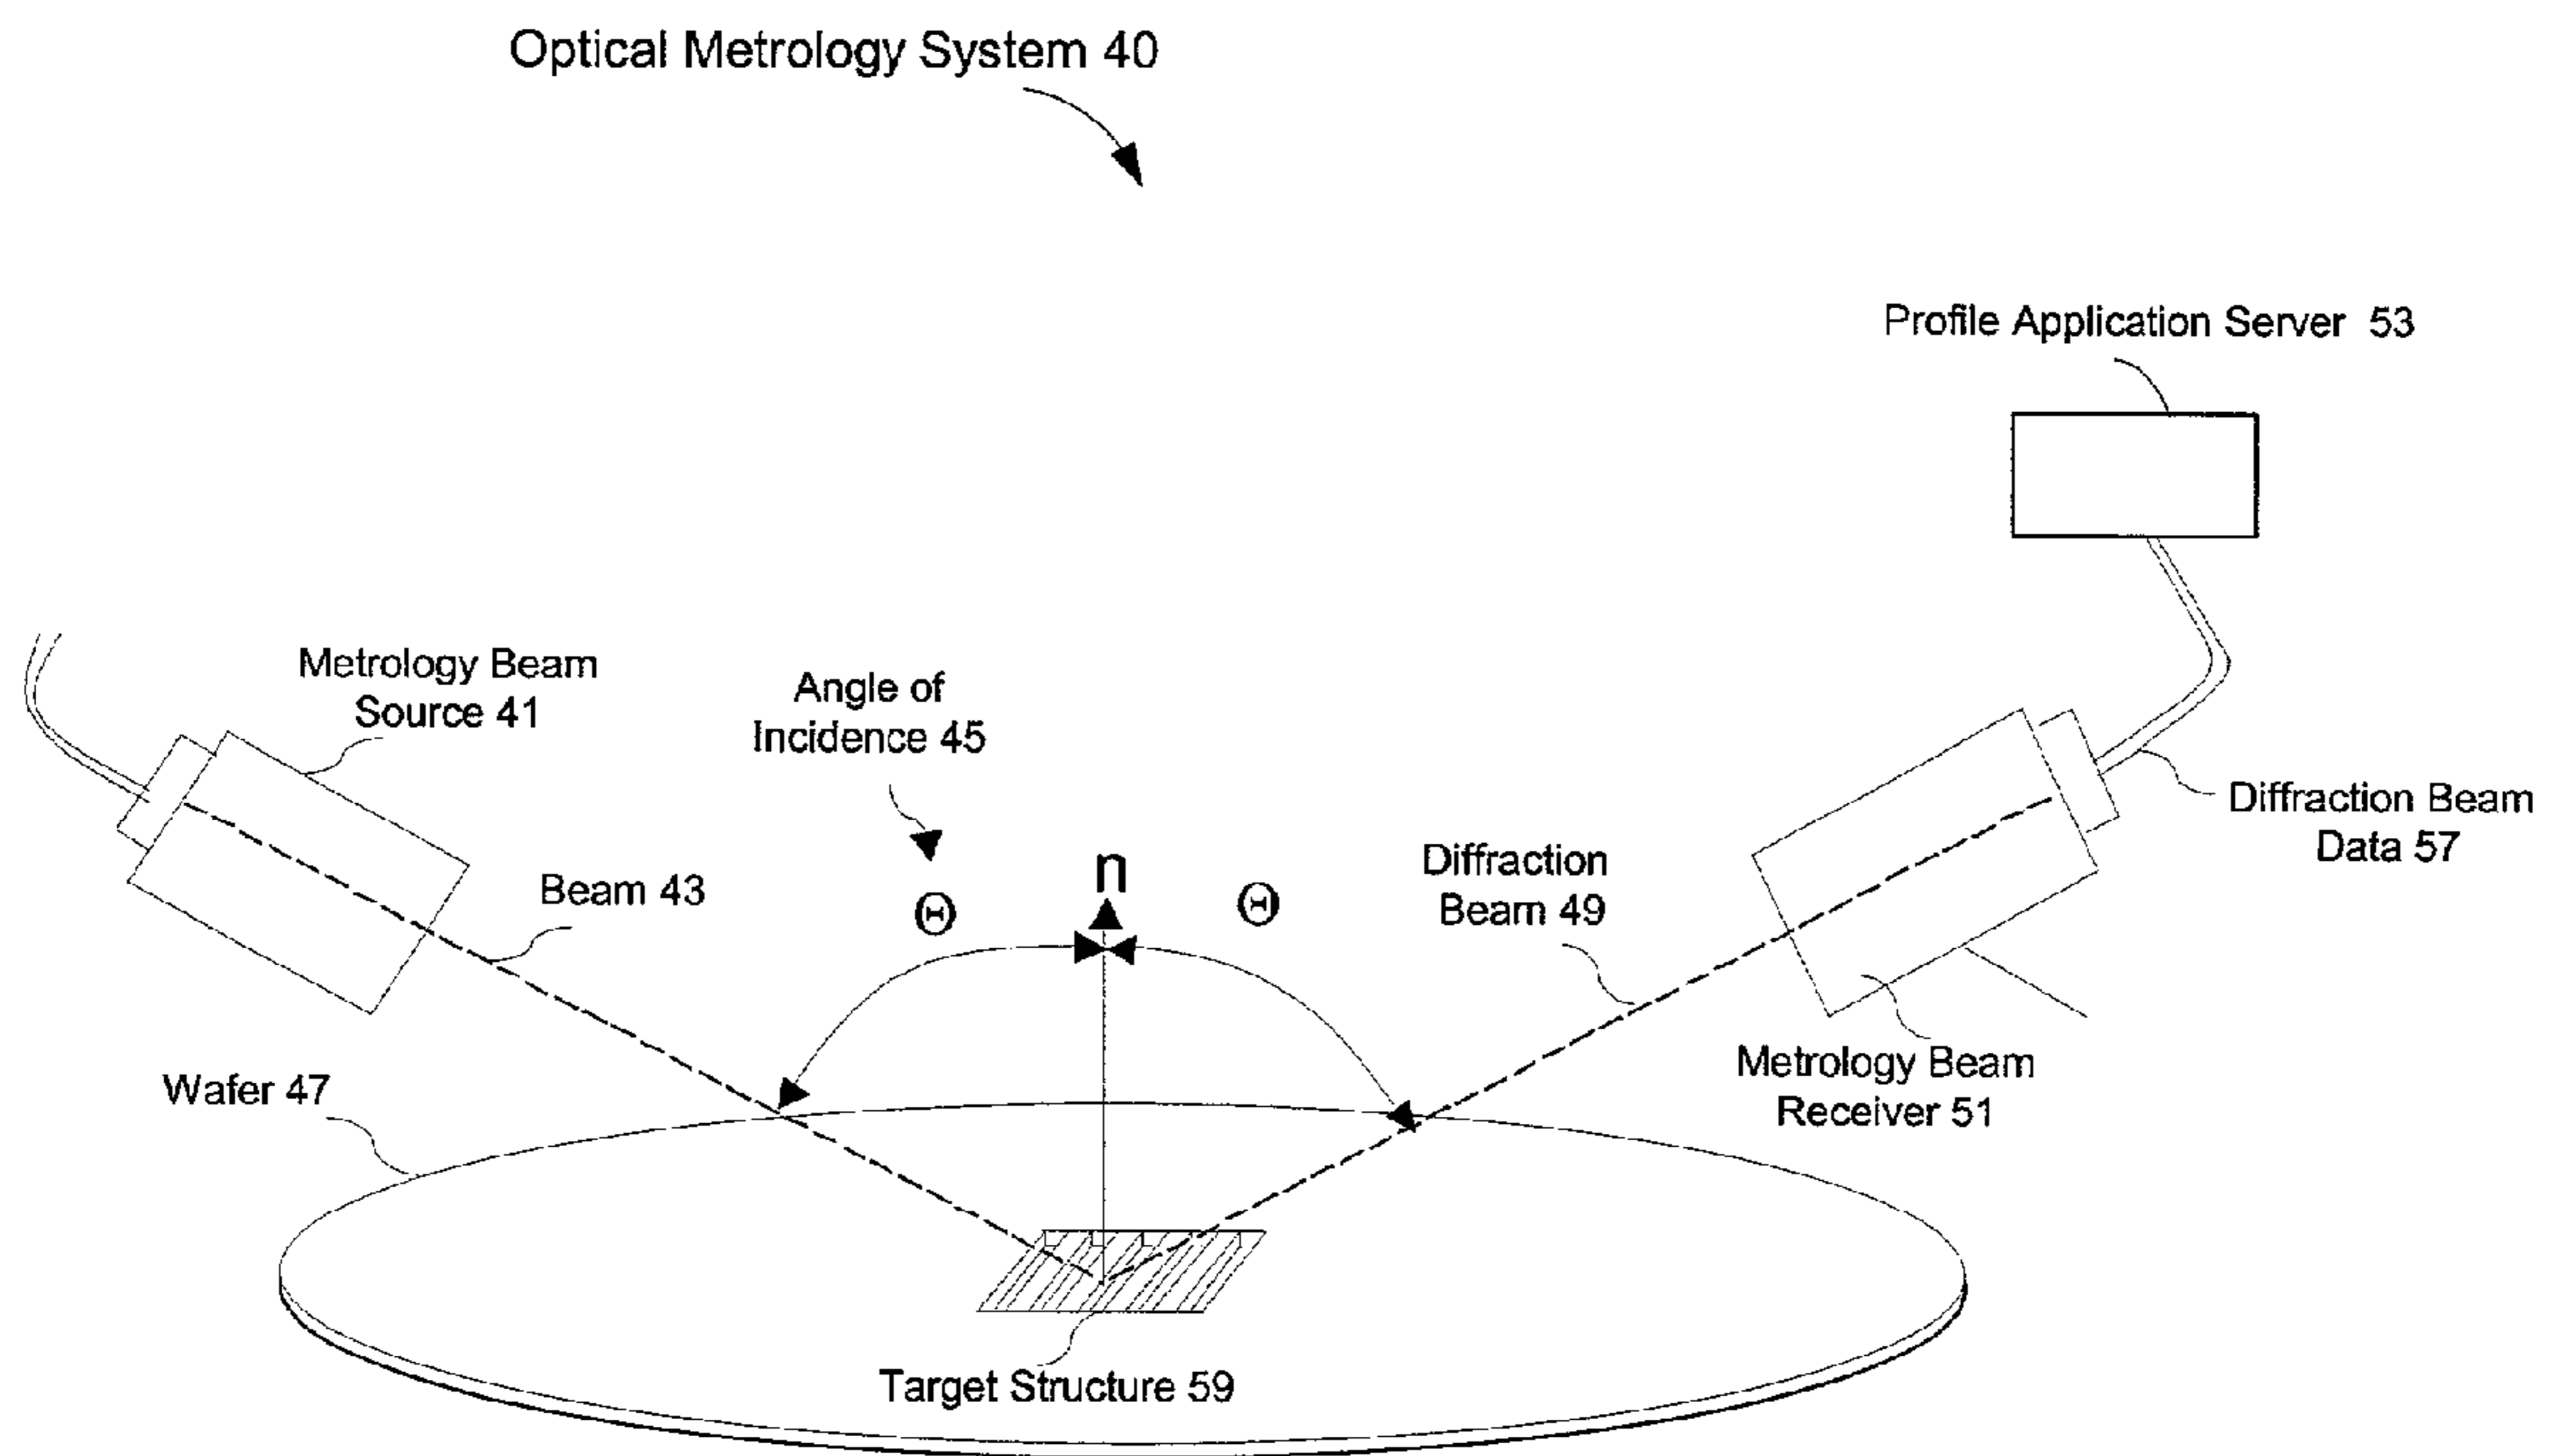 Optical Metrology System 40
Profile Application Server 53
Metrology Beam
Source 41
Angle of
Incidence 45
Beam 43
Θ
n
Θ
Diffraction
Beam 49
Diffraction Beam
Data 57
Wafer 47
Metrology Beam
Receiver 51
Target Structure 59